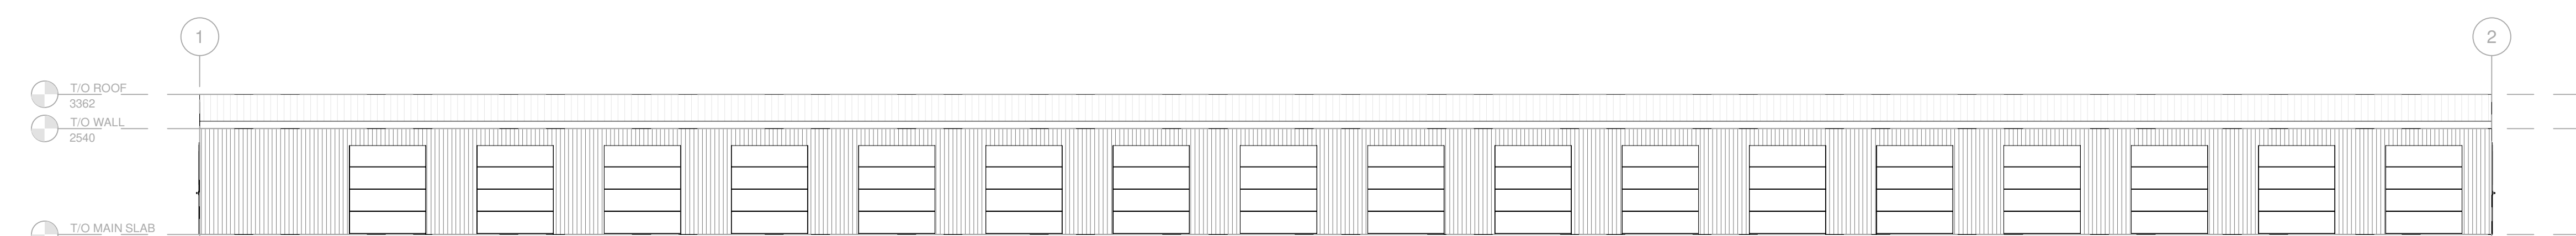 1
2
T/O ROOF
3362
T/O WALL
2540
T/O MAIN SLAB